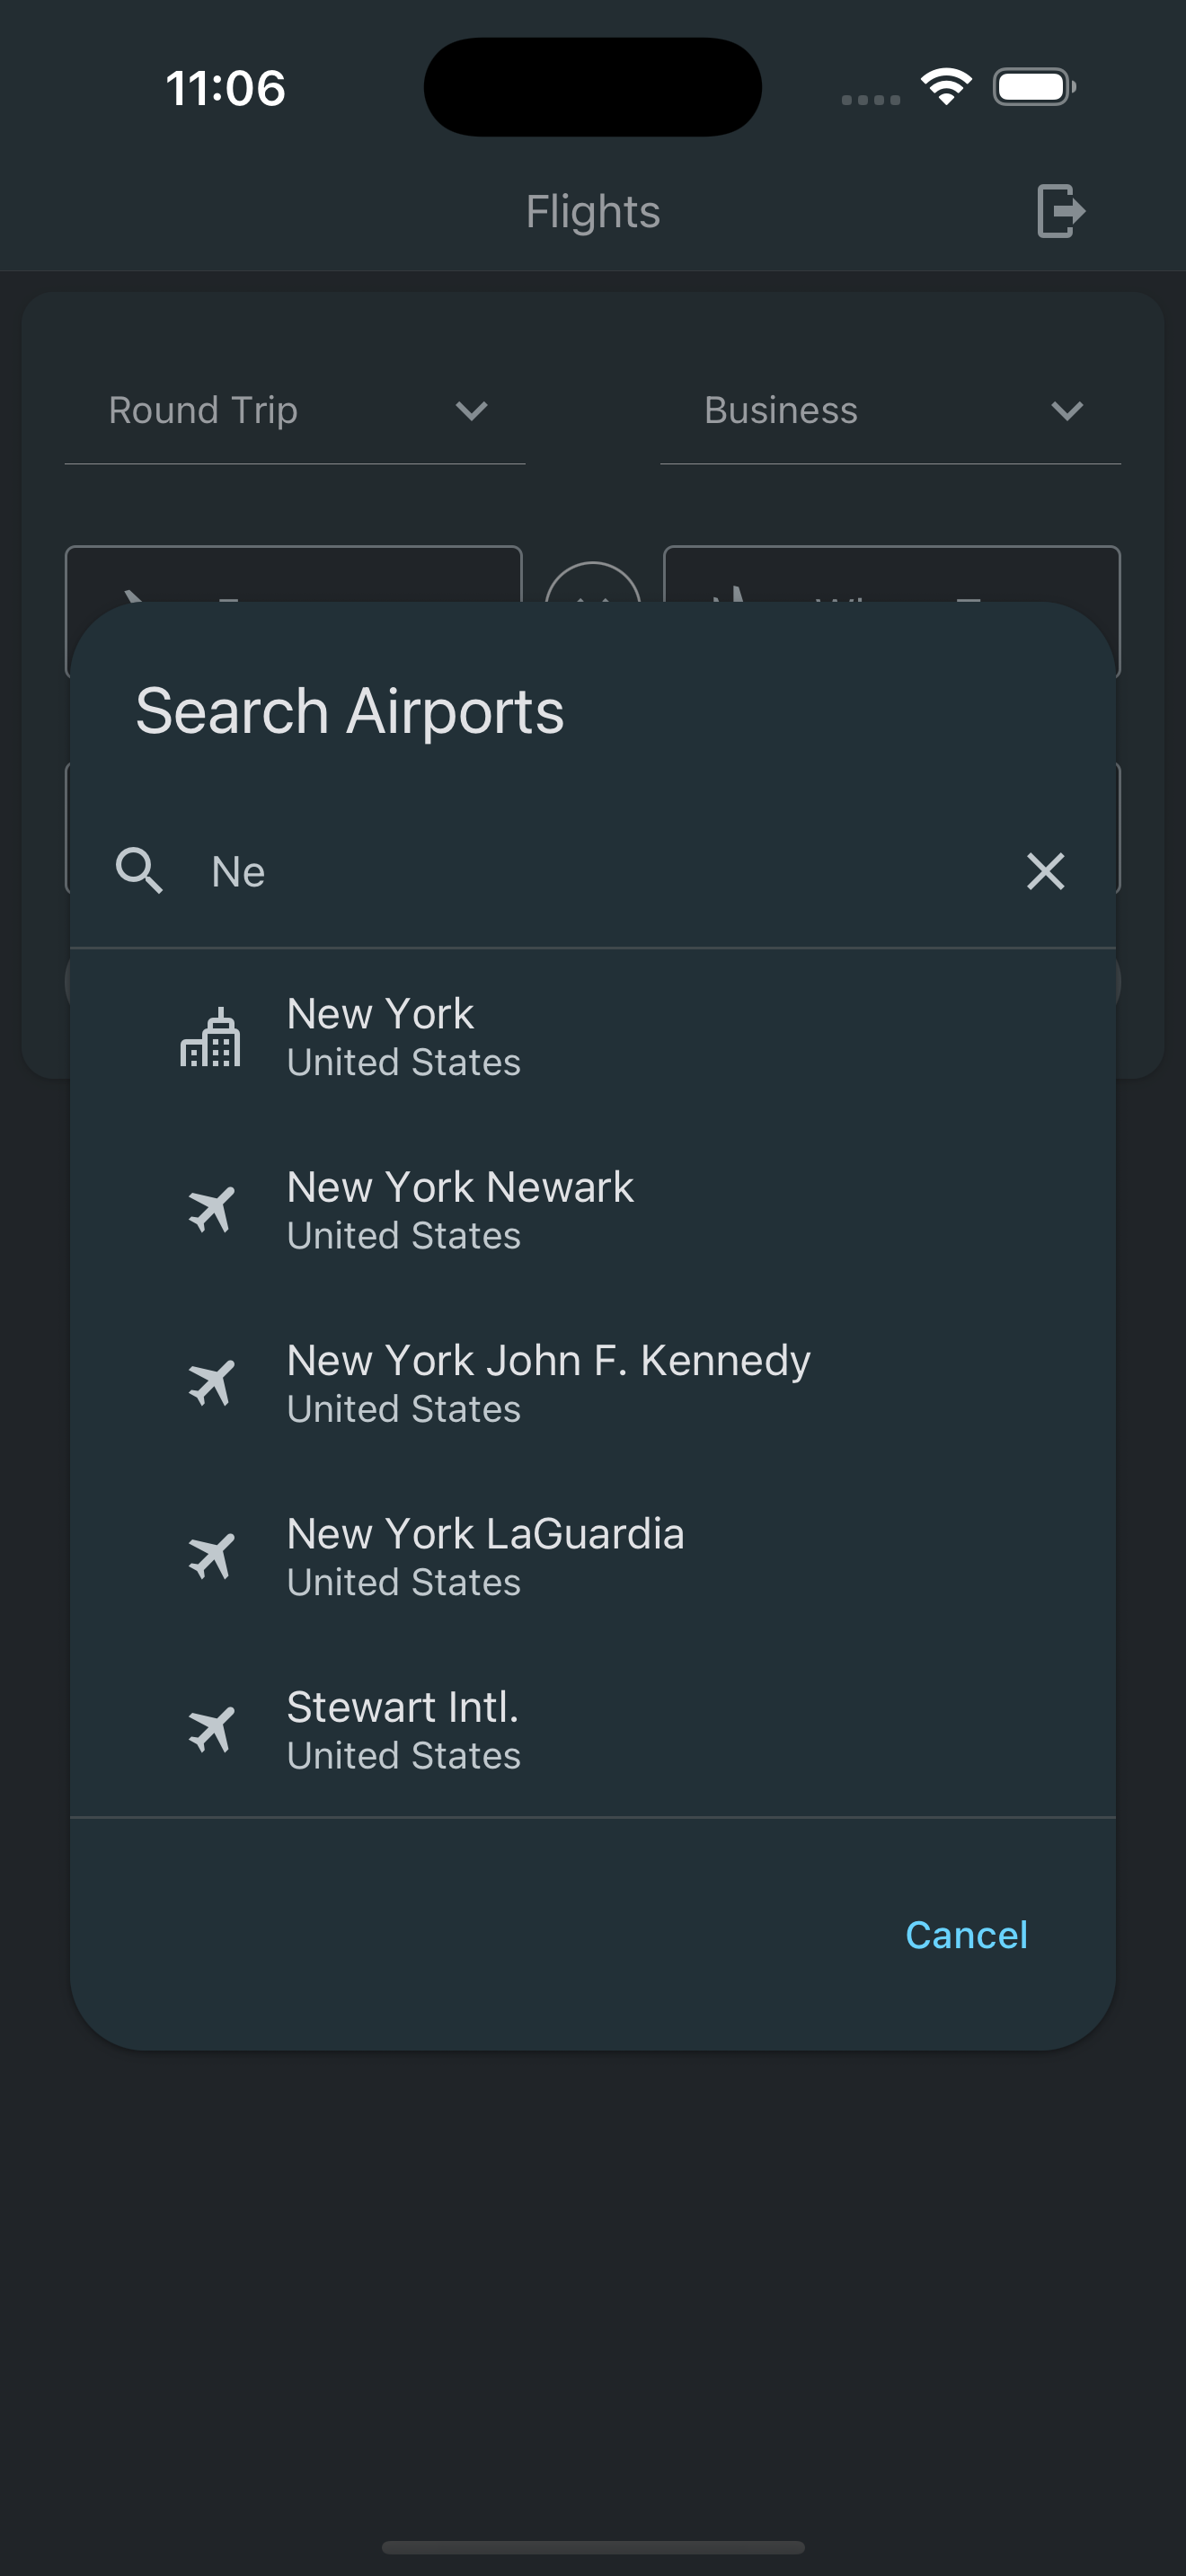 11:06
Flights
Round Trip
Business
Search Airports
Ne
New York
United States
New York Newark
United States
New York John F. Kennedy
United States
New York LaGuardia
United States
Stewart Intl.
United States
Cancel